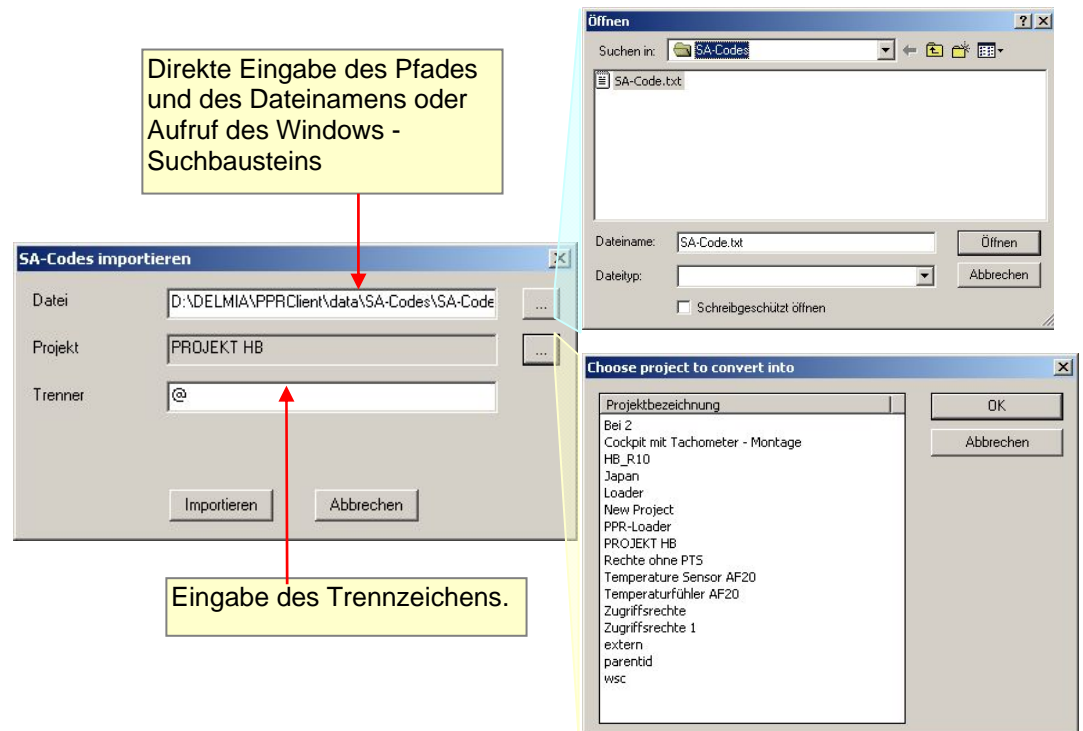 Direkte Eingabe des Pfades
und des Dateinamens oder
Aufruf des Windows -
Suchbausteins
SA-Codes importieren
Datei
D:\DELMIA\PPRClient\data\SA-Codes\SA-Code
...
Projekt
PROJEKT HB
...
Trenner
@
Importieren
Abbrechen
Eingabe des Trennzeichens.
Öffnen
Suchen in:
SA-Codes
SA-Code.txt
Dateiname:
SA-Code.txt
Öffnen
Dateityp:
Abbrechen
Schreibgeschützt öffnen
Choose project to convert into
Projektbezeichnung
OK
Abbrechen
Bei 2
Cockpit mit Tachometer - Montage
HB_R10
Japan
Loader
New Project
PPR-Loader
PROJEKT HB
Rechte ohne PTS
Temperature Sensor AF20
Temperaturfühler AF20
Zugriffsrechte
Zugriffsrechte 1
extern
parentid
wsc